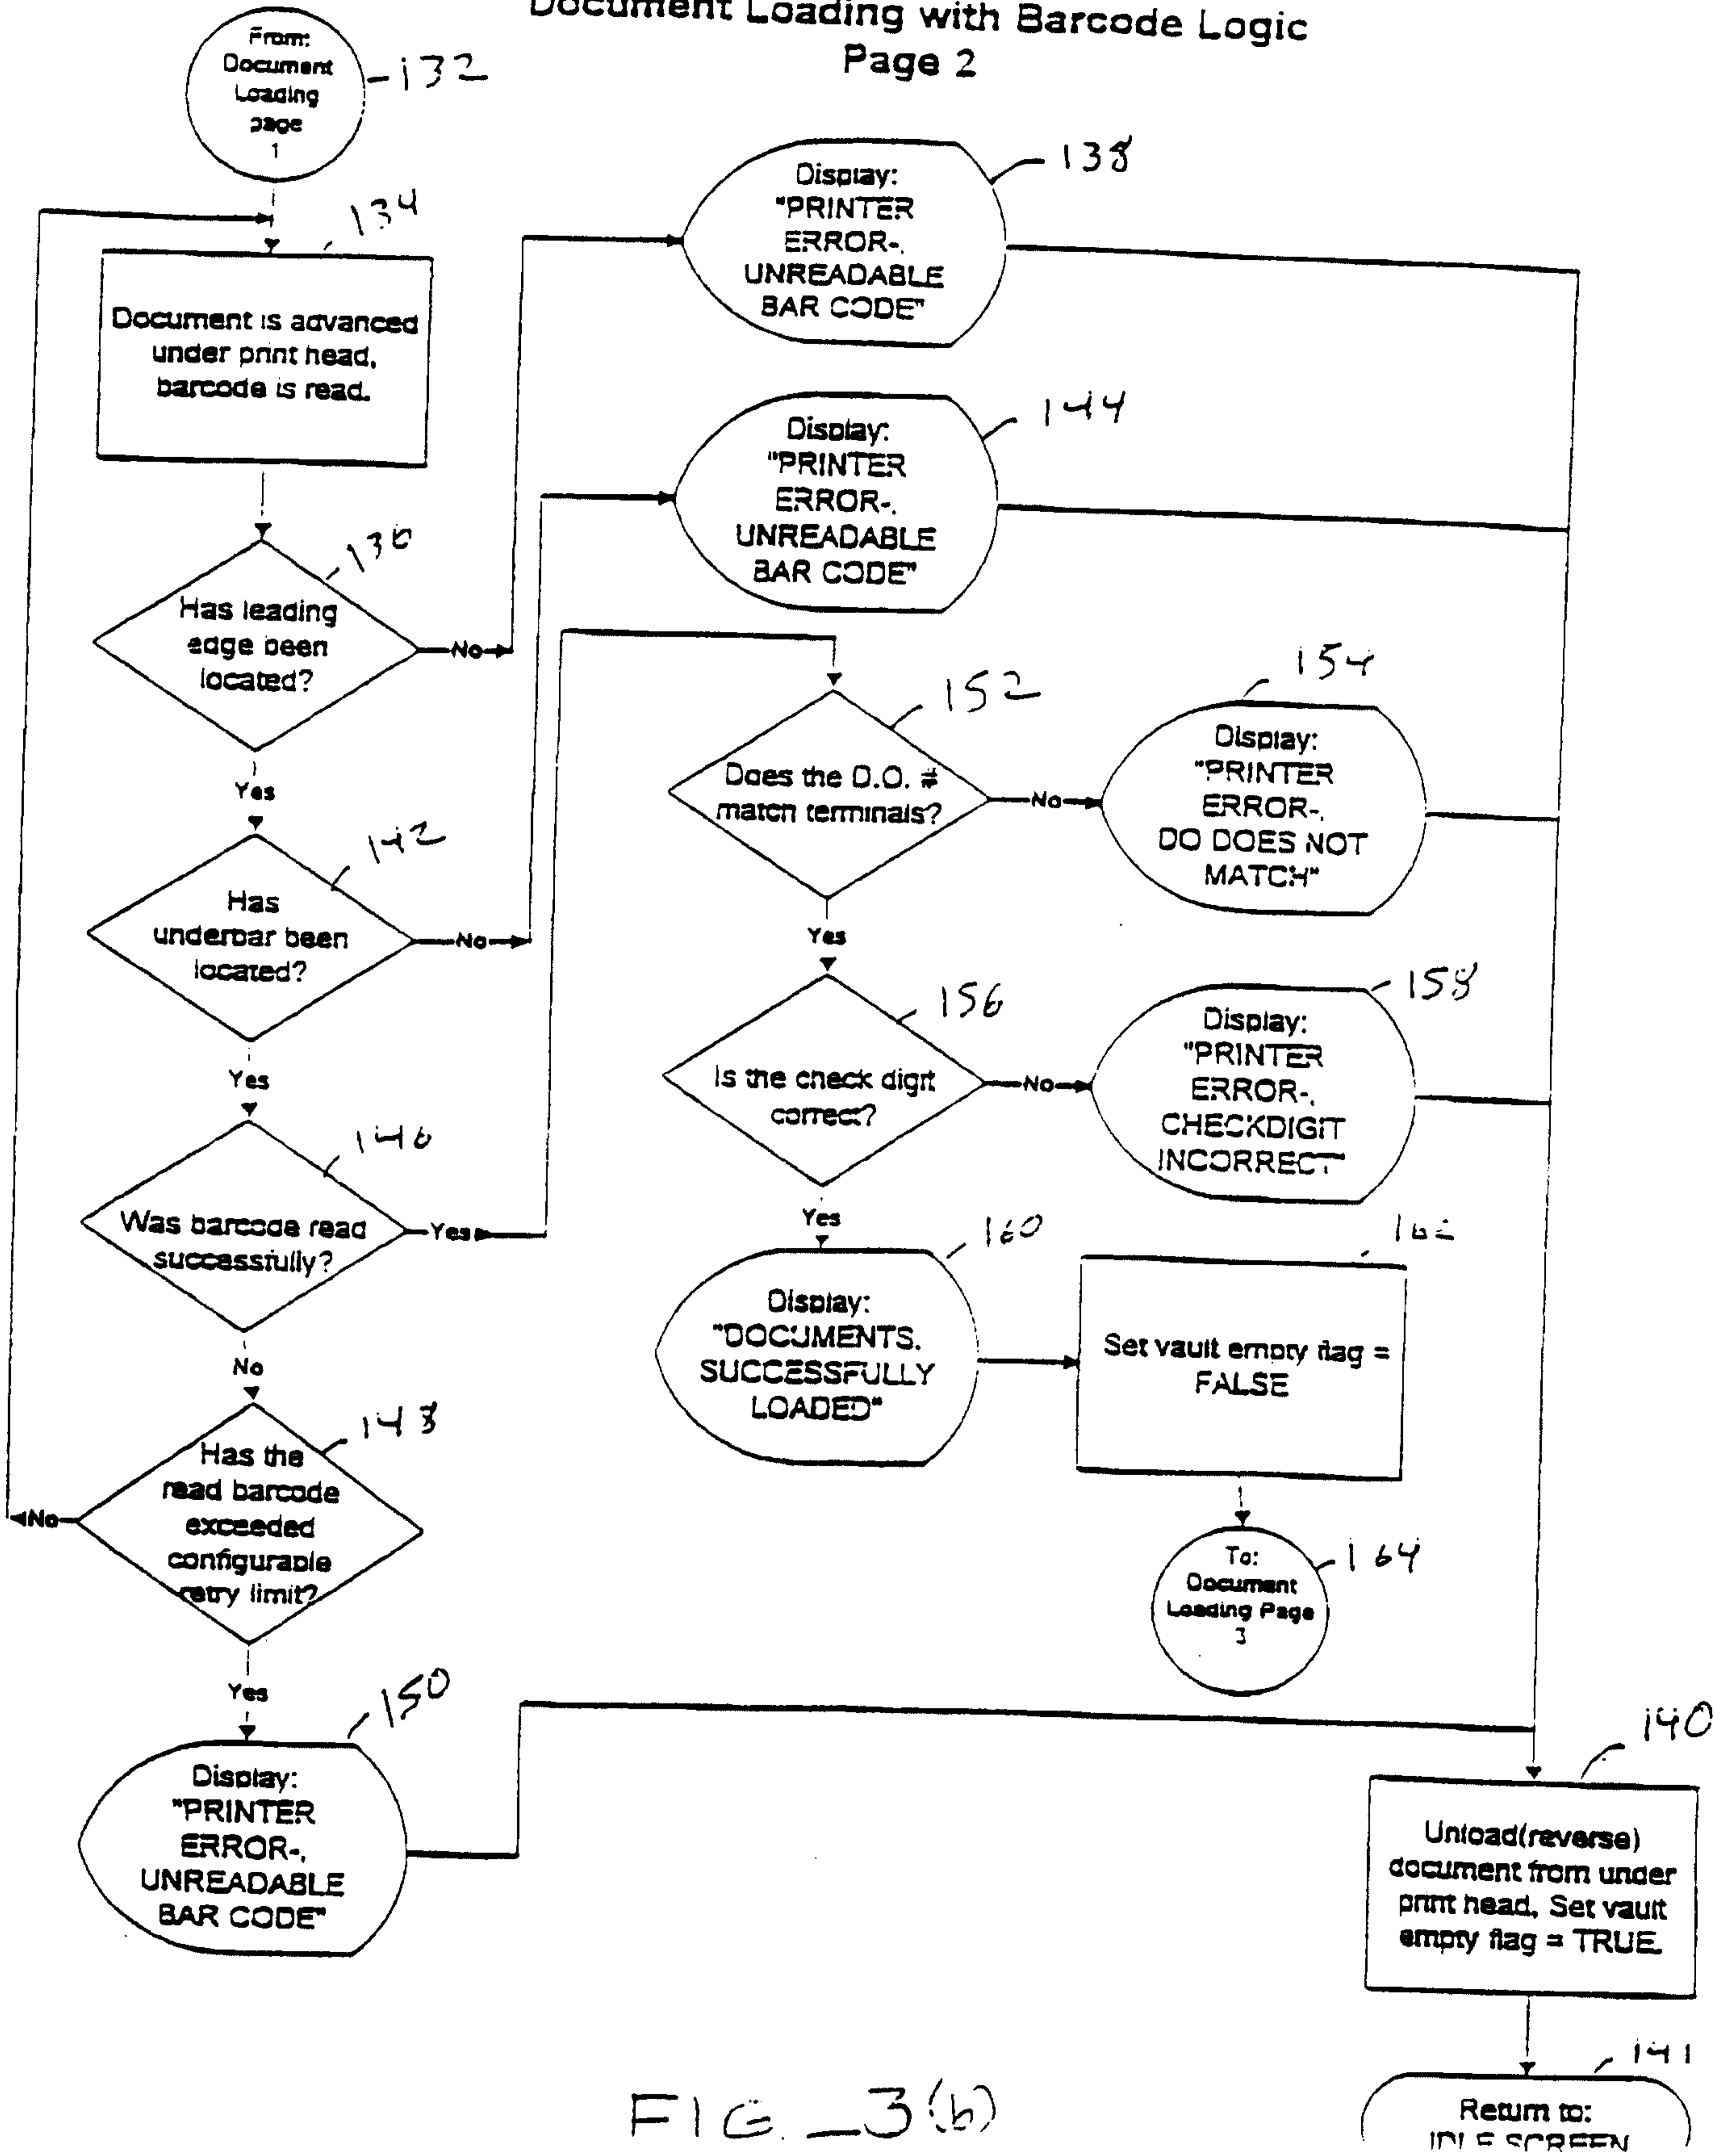 Document Loading with Barcode Logic
Page 2
From:
Document
Loading
page
1
132
134
Document is advanced
under print head,
barcode is read.
136
Has leading
edge been
located?
No
Yes
138
Display:
"PRINTER
ERROR-,
UNREADABLE
BAR CODE"
142
Has
underbar been
located?
No
Yes
144
Display:
"PRINTER
ERROR-,
UNREADABLE
BAR CODE"
146
Was barcode read
successfully?
Yes
No
148
Has the
read barcode
exceeded
configurable
retry limit?
No
Yes
150
Display:
"PRINTER
ERROR-,
UNREADABLE
BAR CODE"
152
Does the D.O. #
match terminals?
No
Yes
154
Display:
"PRINTER
ERROR-,
DO DOES NOT
MATCH"
156
Is the check digit
correct?
No
Yes
158
Display:
"PRINTER
ERROR-,
CHECKDIGIT
INCORRECT"
160
Display:
"DOCUMENTS.
SUCCESSFULLY
LOADED"
162
Set vault empty flag =
FALSE
164
To:
Document
Loading Page
3
140
Unload(reverse)
document from under
print head. Set vault
empty flag = TRUE.
141
Return to:
IDLE SCREEN
FIG_3(b)